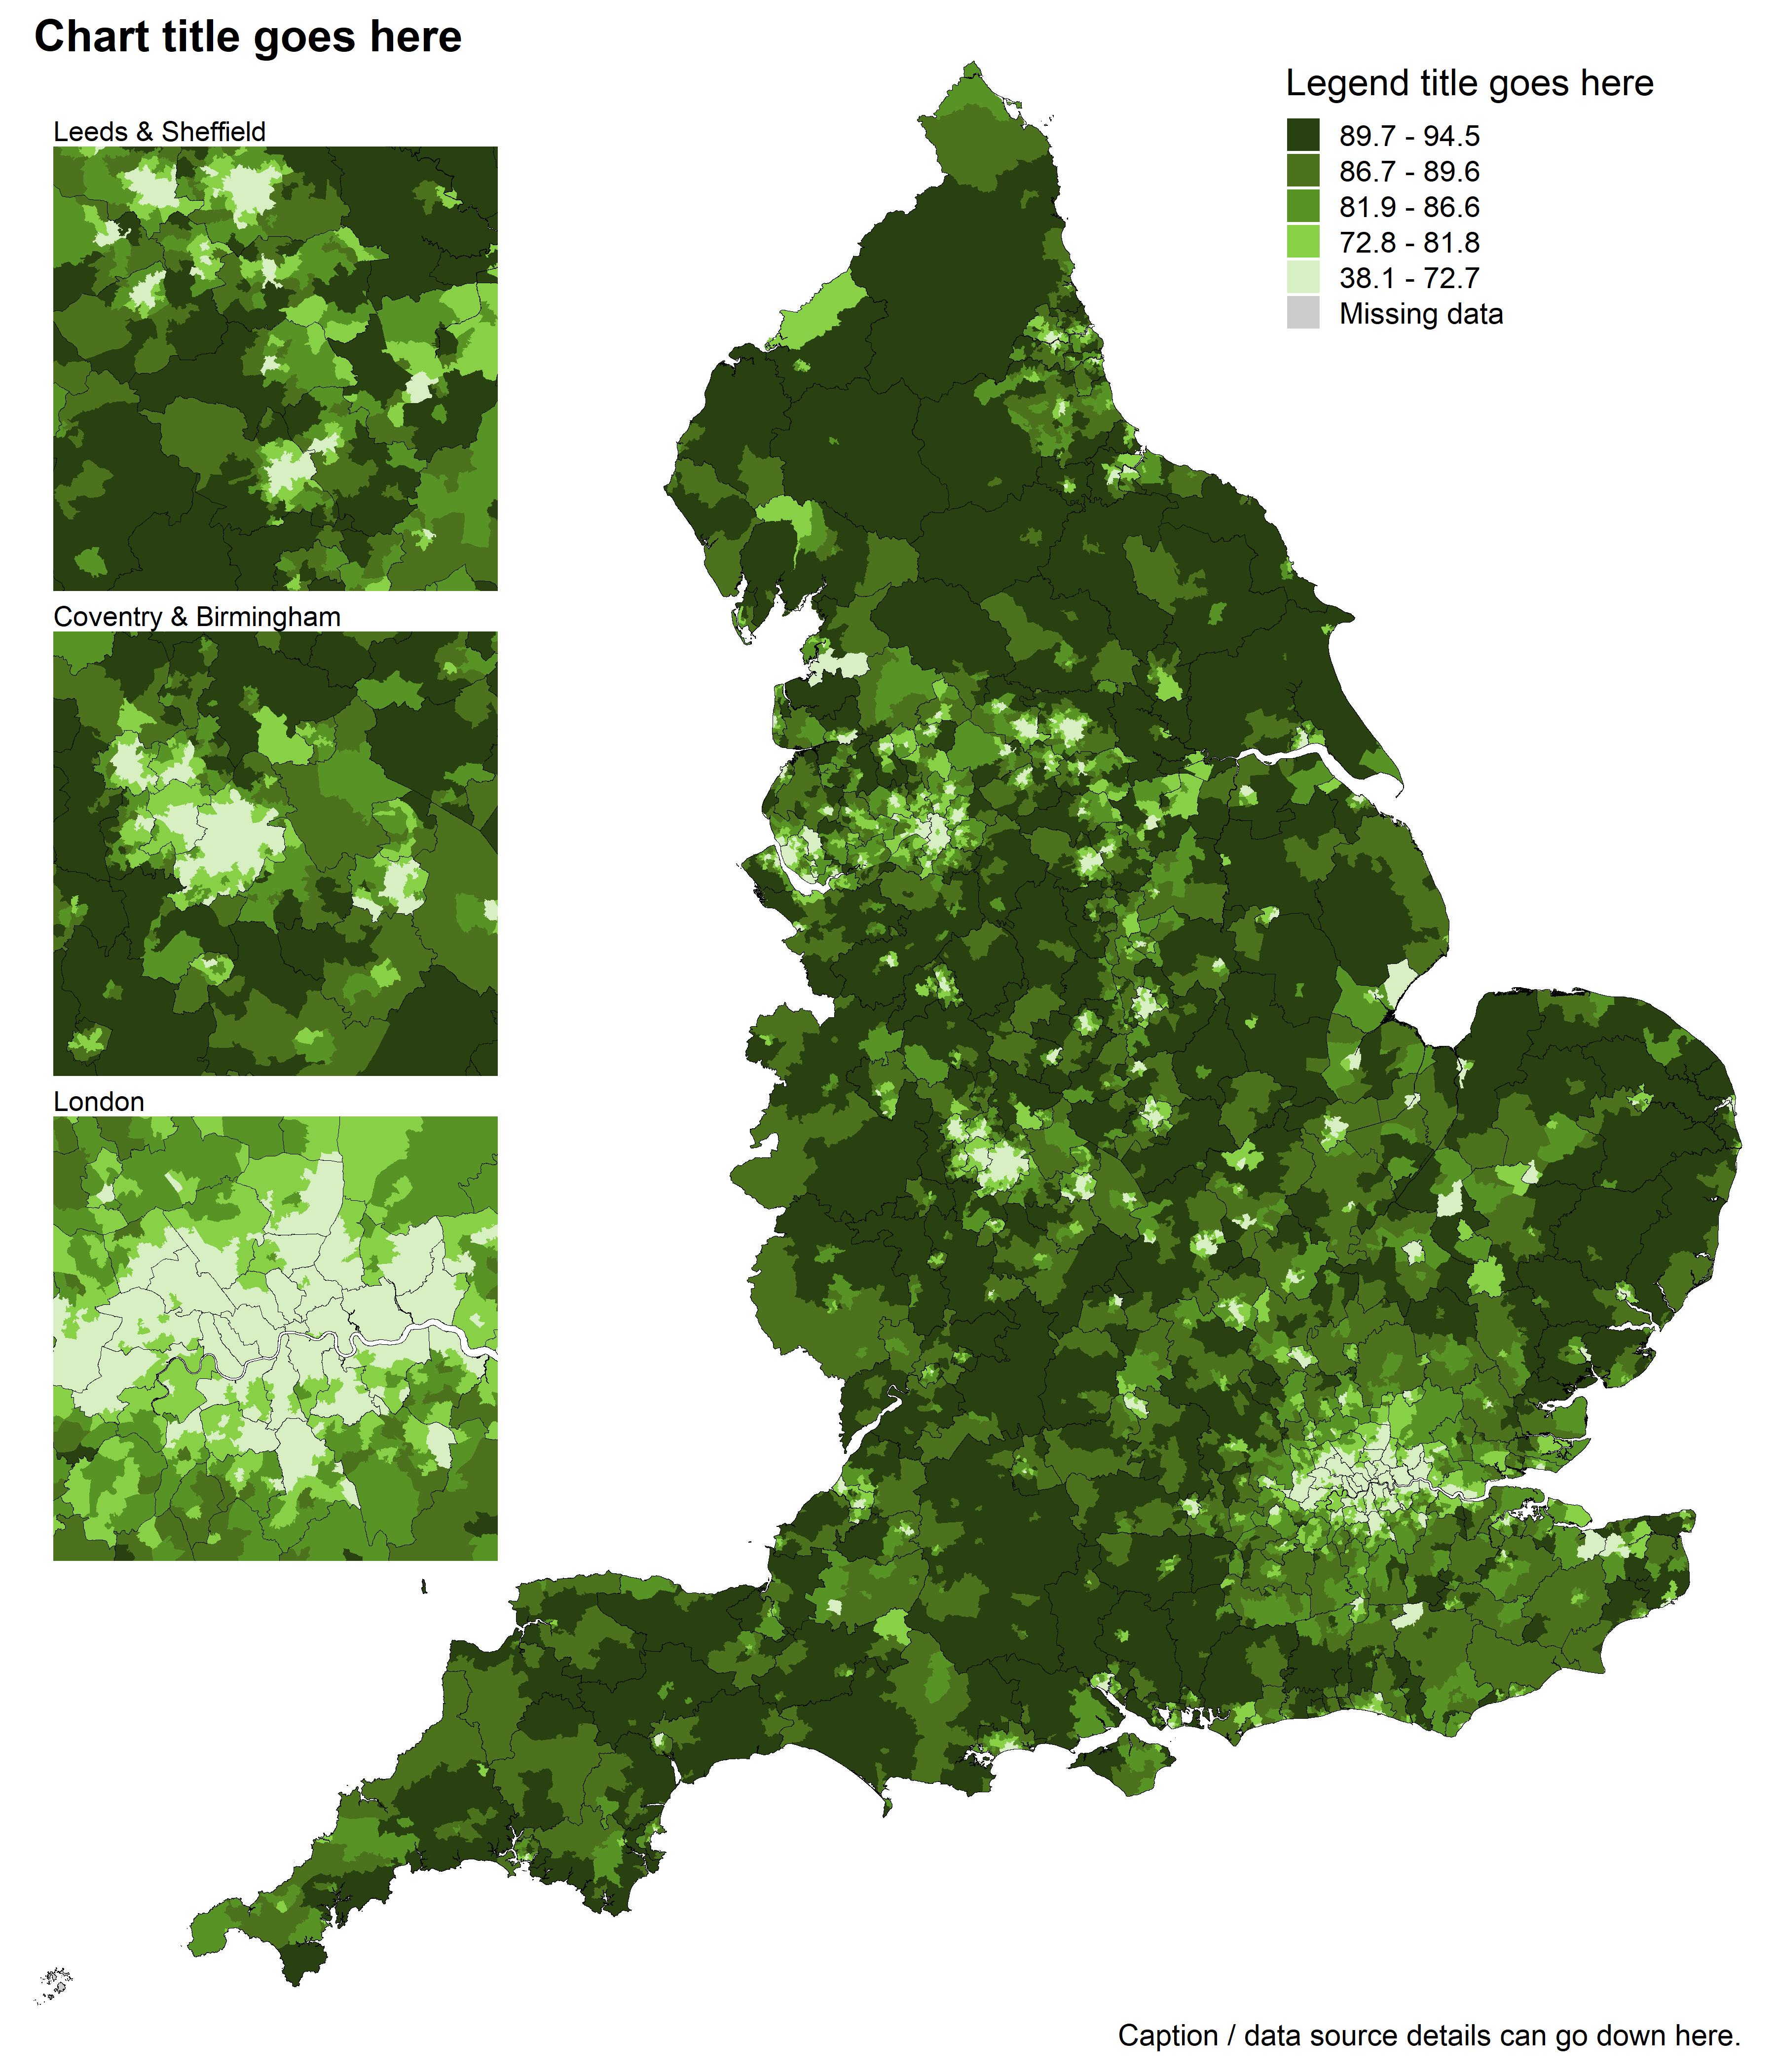 Chart title goes here
Legend title goes here
89.7 - 94.5
86.7 - 89.6
81.9 - 86.6
72.8 - 81.8
38.1 - 72.7
Missing data
Leeds & Sheffield
Coventry & Birmingham
London
Caption / data source details can go down here.